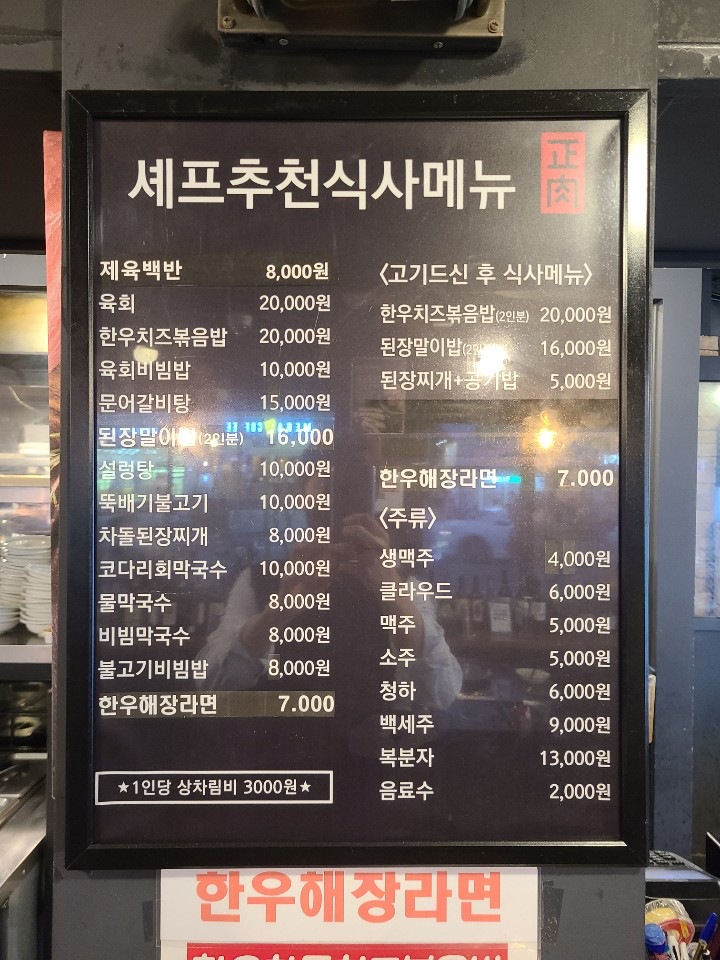 셰프추천식사메뉴
正肉
제육백반 8,000원
육회 20,000원
한우치즈볶음밥 20,000원
육회비빔밥 10,000원
문어갈비탕 15,000원
된장말이밥(2인분) 16,000
설렁탕 10,000원
뚝배기불고기 10,000원
차돌된장찌개 8,000원
코다리회막국수 10,000원
물막국수 8,000원
비빔막국수 8,000원
불고기비빔밥 8,000원
한우해장라면 7.000
★1인당 상차림비 3000원★
<고기드신 후 식사메뉴>
한우치즈볶음밥(2인분) 20,000원
된장말이밥(2인분) 16,000원
된장찌개+공기밥 5,000원
한우해장라면 7.000
<주류>
생맥주 4,000원
클라우드 6,000원
맥주 5,000원
소주 5,000원
청하 6,000원
백세주 9,000원
복분자 13,000원
음료수 2,000원
한우해장라면